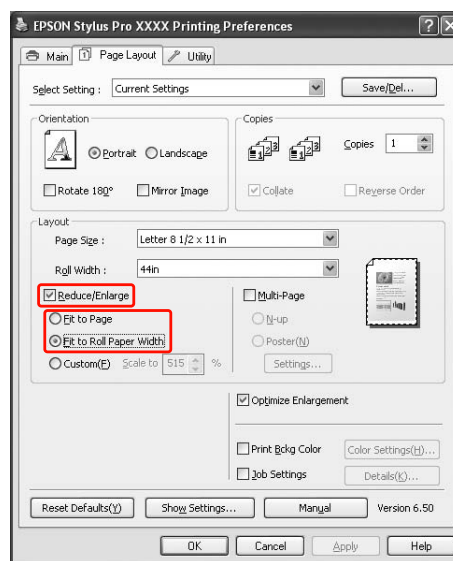 EPSON Stylus Pro XXXX Printing Preferences
Main Page Layout Utility
Select Setting : Current Settings Save/Del...
Orientation
Portrait Landscape
Rotate 180° Mirror Image
Copies
Copies 1
Collate Reverse Order
Layout
Page Size : Letter 8 1/2 x 11 in
Roll Width : 44in
Reduce/Enlarge
Fit to Page
Fit to Roll Paper Width
Custom(F) Scale to 515 %
Multi-Page
N-up
Poster(N)
Settings...
Optimize Enlargement
Print Bckg Color Color Settings(H)...
Job Settings Details(K)...
Reset Defaults(Y) Show Settings... Manual Version 6.50
OK Cancel Apply Help